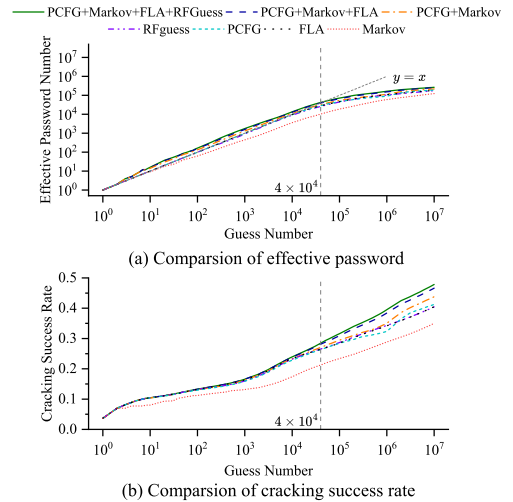 PCFG+Markov+FLA+RFGuess PCFG+Markov+FLA PCFG+Markov
RFguess PCFG FLA Markov
10^7
10^6
10^5
10^4
10^3
10^2
10^1
10^0
Effective Password Number
y = x
4 × 10^4
10^0 10^1 10^2 10^3 10^4 10^5 10^6 10^7
Guess Number
(a) Comparsion of effective password
0.5
0.4
0.3
0.2
0.1
0.0
Cracking Success Rate
4 × 10^4
10^0 10^1 10^2 10^3 10^4 10^5 10^6 10^7
Guess Number
(b) Comparsion of cracking success rate